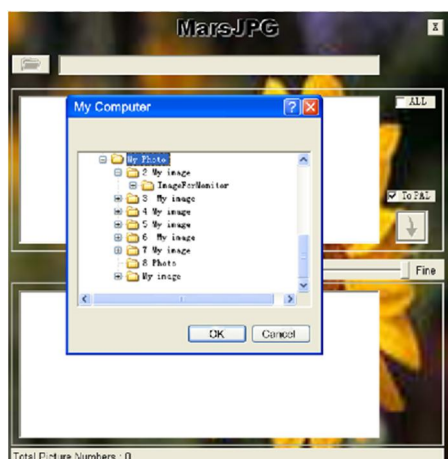 MarsJPG
X
ALL
My Computer
? X
My Photo
2 My image
ImageForMonitor
3 My image
4 My image
5 My image
6 My image
7 My image
8 Photo
My image
To PAL
Fine
OK
Cancel
Total Picture Numbers : 0